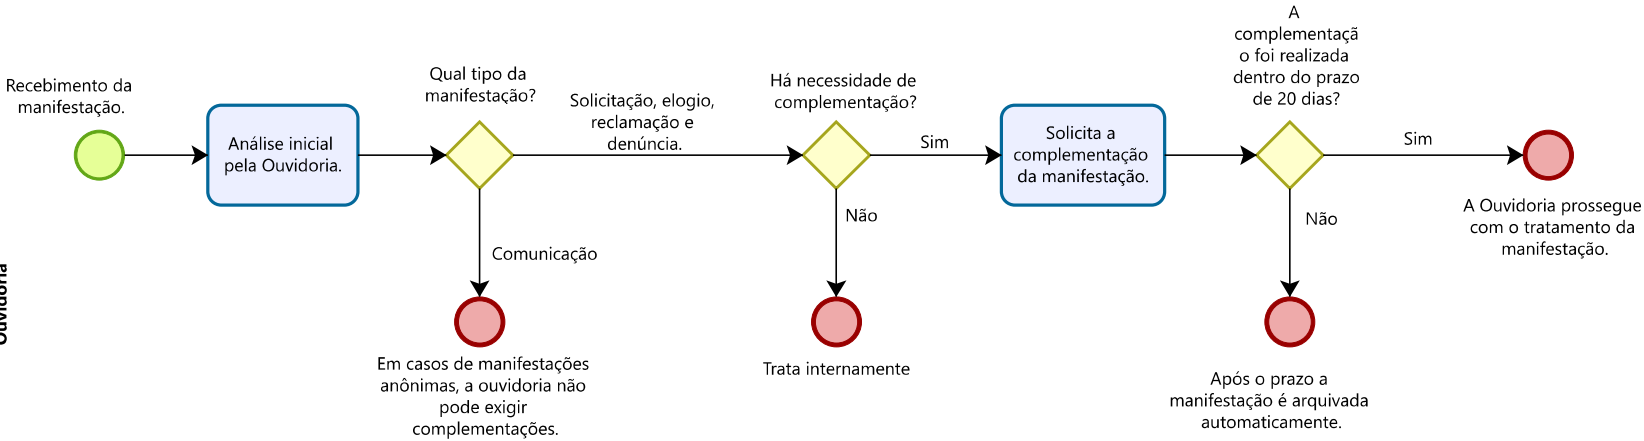 Recebimento da
manifestação.
Análise inicial
pela Ouvidoria.
Qual tipo da
manifestação?
Solicitação, elogio,
reclamação e
denúncia.
Comunicação
Em casos de manifestações
anônimas, a ouvidoria não
pode exigir
complementações.
Há necessidade de
complementação?
Sim
Não
Trata internamente
Solicita a
complementação
da manifestação.
A
complementaçã
o foi realizada
dentro do prazo
de 20 dias?
Sim
A Ouvidoria prossegue
com o tratamento da
manifestação.
Não
Após o prazo a
manifestação é arquivada
automaticamente.
Ouvidoria